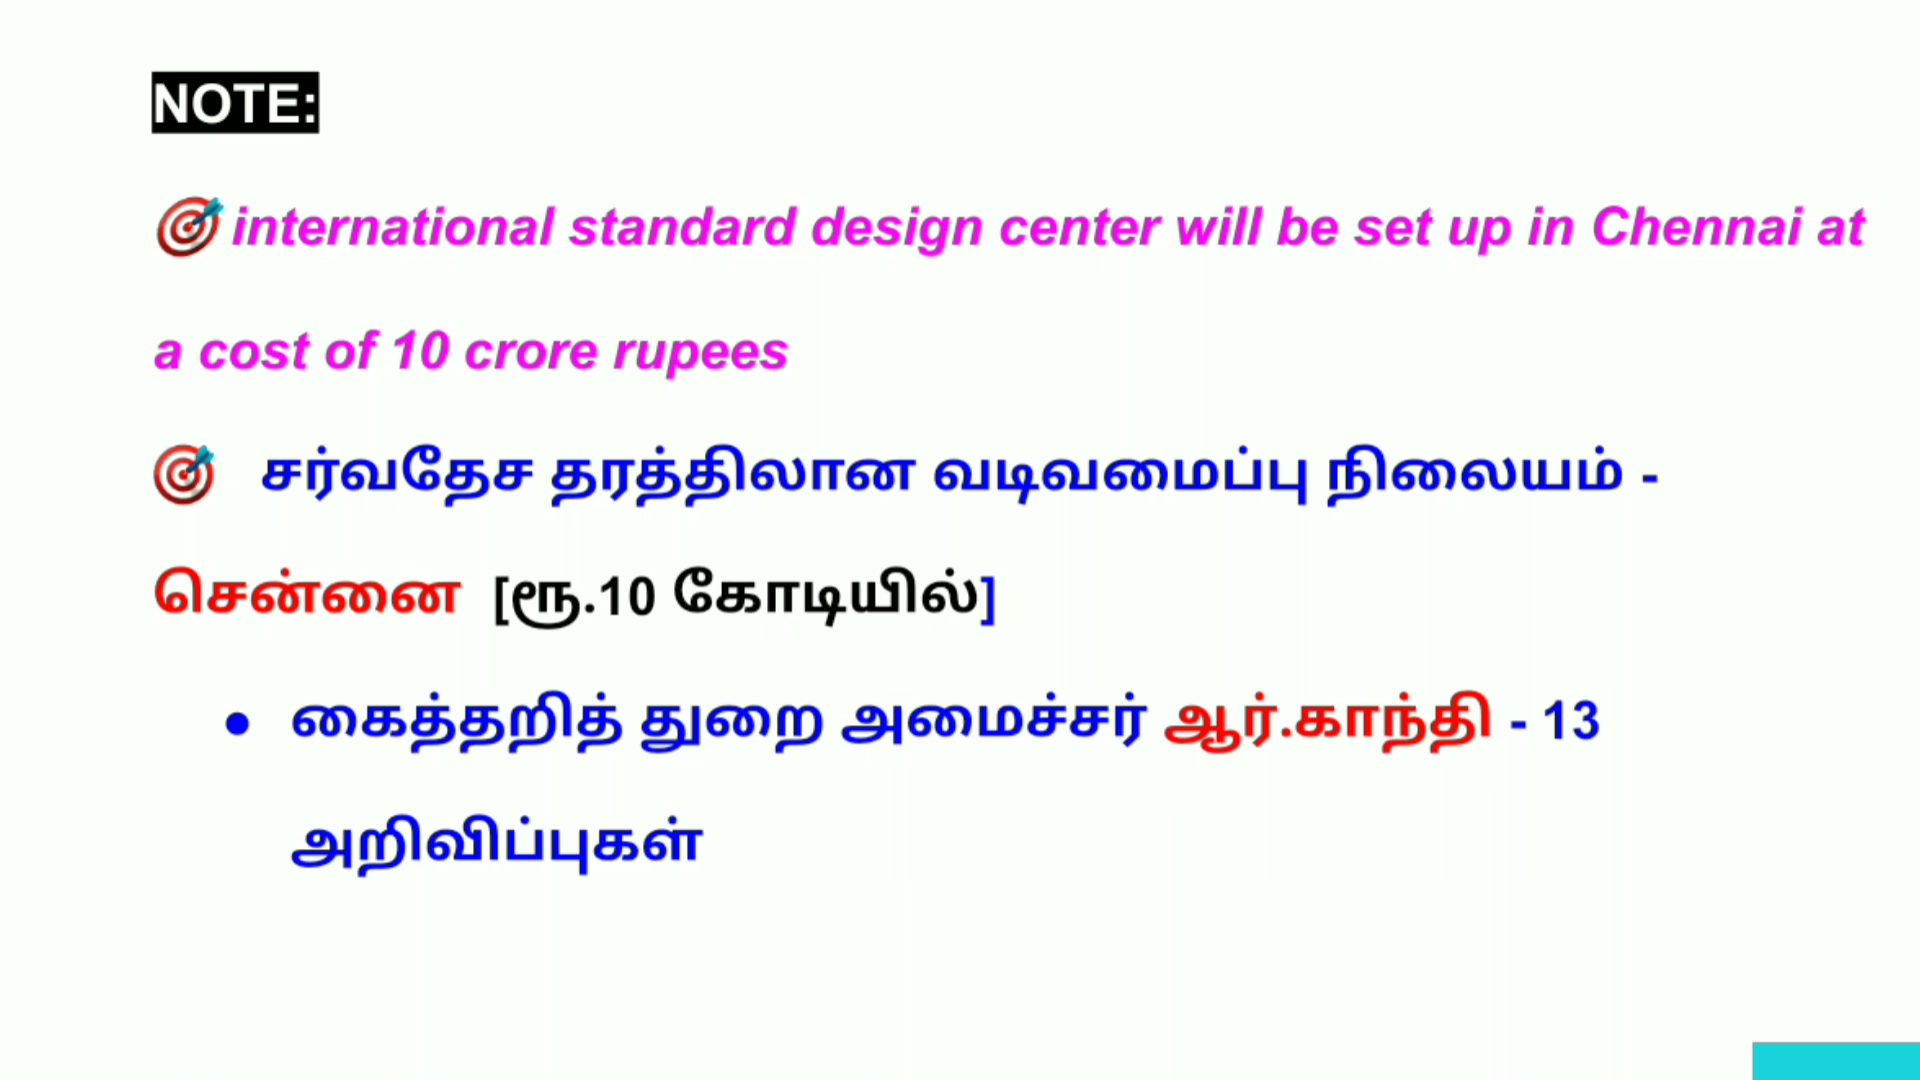 NOTE:
🎯international standard design center will be set up in Chennai at
a cost of 10 crore rupees
🎯 சர்வதேச தரத்திலான வடிவமைப்பு நிலையம் -
சென்னை [ரூ.10 கோடியில்]
● கைத்தறித் துறை அமைச்சர் ஆர்.காந்தி - 13
அறிவிப்புகள்